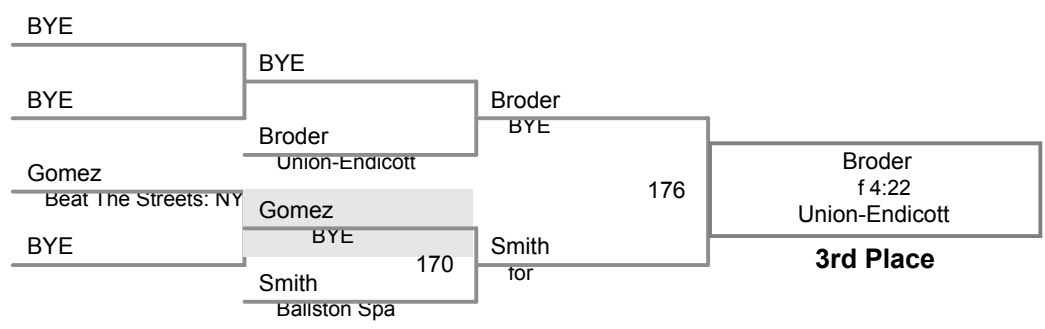 BYE
BYE
BYE
Broder
BYE
Broder
Union-Endicott
Gomez
Beat The Streets: NY
Gomez
BYE
BYE
170
Smith
Ballston Spa
Smith
for
176
Broder
f 4:22
Union-Endicott
3rd Place